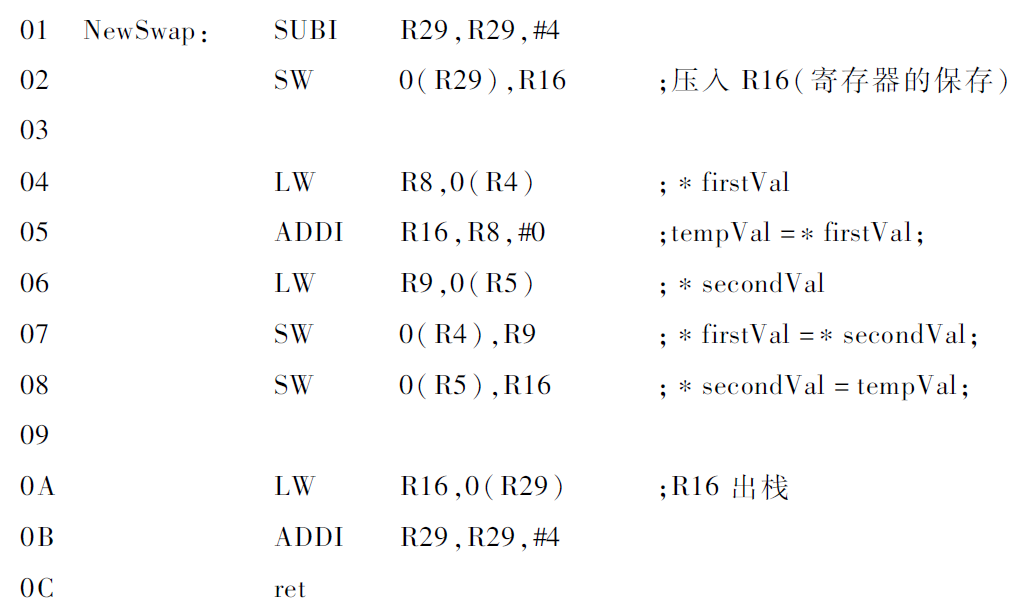 01 NewSwap: SUBI R29,R29,#4
02 SW 0(R29),R16 ;压入 R16(寄存器的保存)
03
04 LW R8,0(R4) ;* firstVal
05 ADDI R16,R8,#0 ;tempVal =* firstVal;
06 LW R9,0(R5) ;* secondVal
07 SW 0(R4),R9 ;* firstVal =* secondVal;
08 SW 0(R5),R16 ;* secondVal = tempVal;
09
0A LW R16,0(R29) ;R16 出栈
0B ADDI R29,R29,#4
0C ret